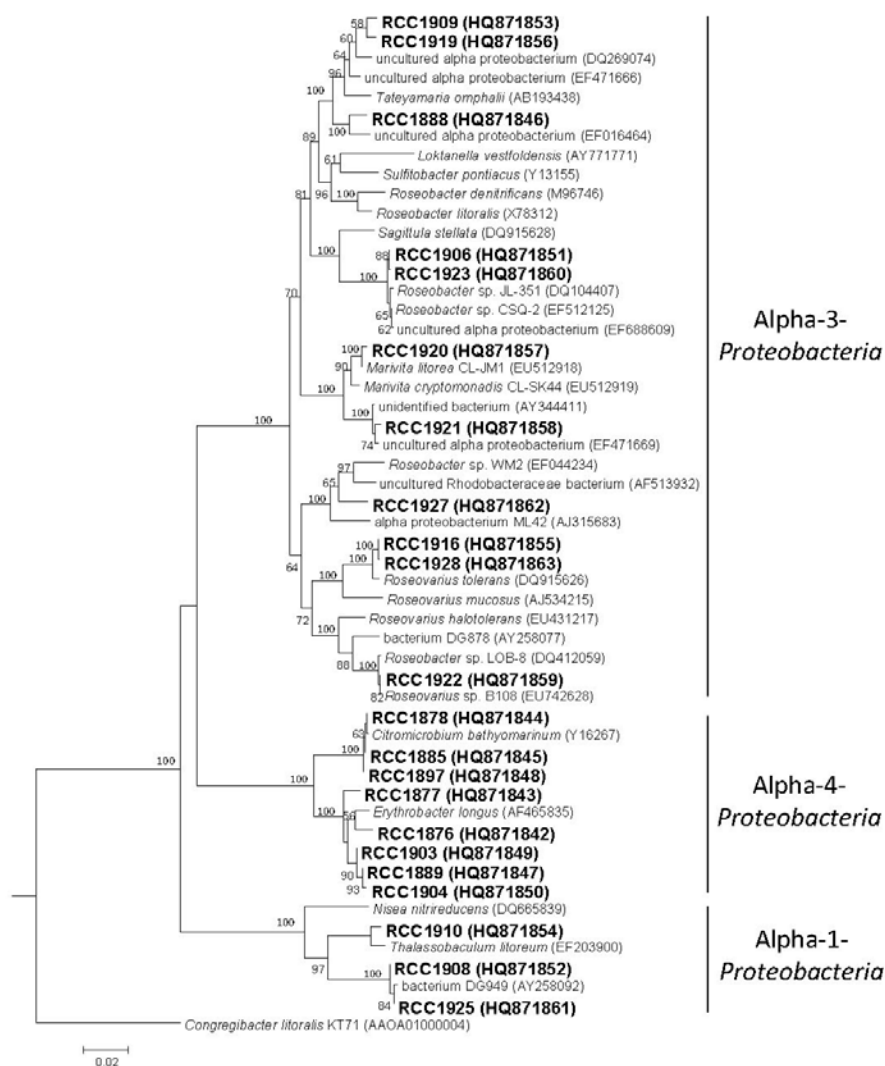 58
RCC1909 (HQ871853)
60
RCC1919 (HQ871856)
64
uncultured alpha proteobacterium (DQ269074)
96
uncultured alpha proteobacterium (EF471666)
100
Tateyamaria omphalii (AB193438)
RCC1888 (HQ871846)
100
uncultured alpha proteobacterium (EF016464)
89
61
Loktanella vestfoldensis (AY771771)
Sulfitobacter pontiacus (Y13155)
96
100
Roseobacter denitrificans (M96746)
81
Roseobacter litoralis (X78312)
Sagittula stellata (DQ915628)
100
88
RCC1906 (HQ871851)
100
RCC1923 (HQ871860)
Roseobacter sp. JL-351 (DQ104407)
70
65
Roseobacter sp. CSQ-2 (EF512125)
62
uncultured alpha proteobacterium (EF688609)
Alpha-3-
Proteobacteria
100
RCC1920 (HQ871857)
90
Marivita litorea CL-JM1 (EU512918)
Marivita cryptomonadis CL-SK44 (EU512919)
100
unidentified bacterium (AY344411)
100
100
RCC1921 (HQ871858)
74
uncultured alpha proteobacterium (EF471669)
97
Roseobacter sp. WM2 (EF044234)
65
uncultured Rhodobacteraceae bacterium (AF513932)
RCC1927 (HQ871862)
100
alpha proteobacterium ML42 (AJ315683)
100
RCC1916 (HQ871855)
100
RCC1928 (HQ871863)
64
100
Roseovarius tolerans (DQ915626)
Roseovarius mucosus (AJ534215)
72
Roseovarius halotolerans (EU431217)
100
bacterium DG878 (AY258077)
88
100
Roseobacter sp. LOB-8 (DQ412059)
RCC1922 (HQ871859)
82
Roseovarius sp. B108 (EU742628)
RCC1878 (HQ871844)
63
Citromicrobium bathyomarinum (Y16267)
100
RCC1885 (HQ871845)
100
RCC1897 (HQ871848)
100
RCC1877 (HQ871843)
Alpha-4-
Proteobacteria
56
Erythrobacter longus (AF465835)
RCC1876 (HQ871842)
RCC1903 (HQ871849)
90
RCC1889 (HQ871847)
93
RCC1904 (HQ871850)
Nisea nitrireducens (DQ665839)
100
RCC1910 (HQ871854)
Alpha-1-
Proteobacteria
Thalassobaculum litoreum (EF203900)
97
100
RCC1908 (HQ871852)
bacterium DG949 (AY258092)
84
RCC1925 (HQ871861)
Congregibacter litoralis KT71 (AAOA01000004)
0.02